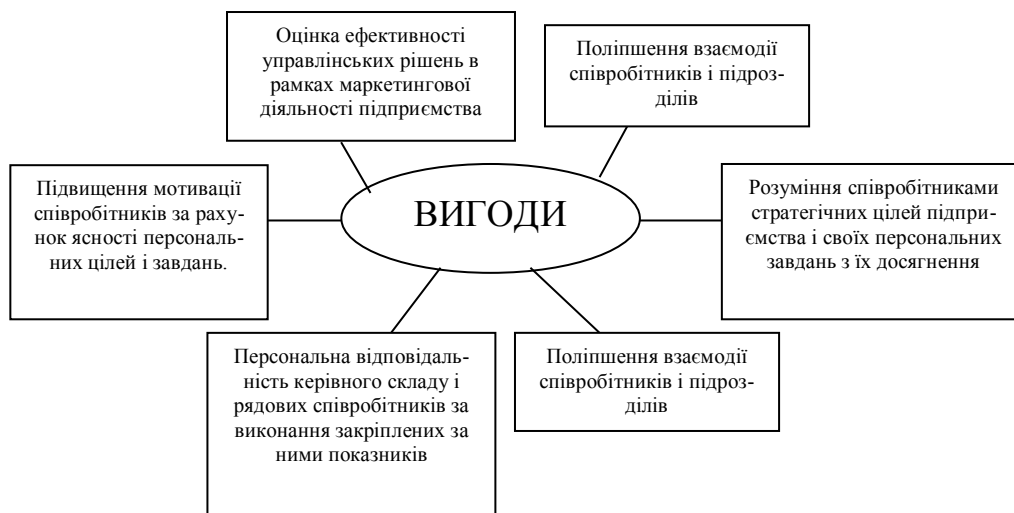 Оцінка ефективності
управлінських рішень в
рамках маркетингової
діяльності підприємства
Поліпшення взаємодії
співробітників і підроз-
ділів
Підвищення мотивації
співробітників за раху-
нок ясності персональ-
них цілей і завдань.
ВИГОДИ
Розуміння співробітниками
стратегічних цілей підпри-
ємства і своїх персональних
завдань з їх досягнення
Персональна відповідаль-
ність керівного складу і
рядових співробітників за
виконання закріплених за
ними показників
Поліпшення взаємодії
співробітників і підроз-
ділів